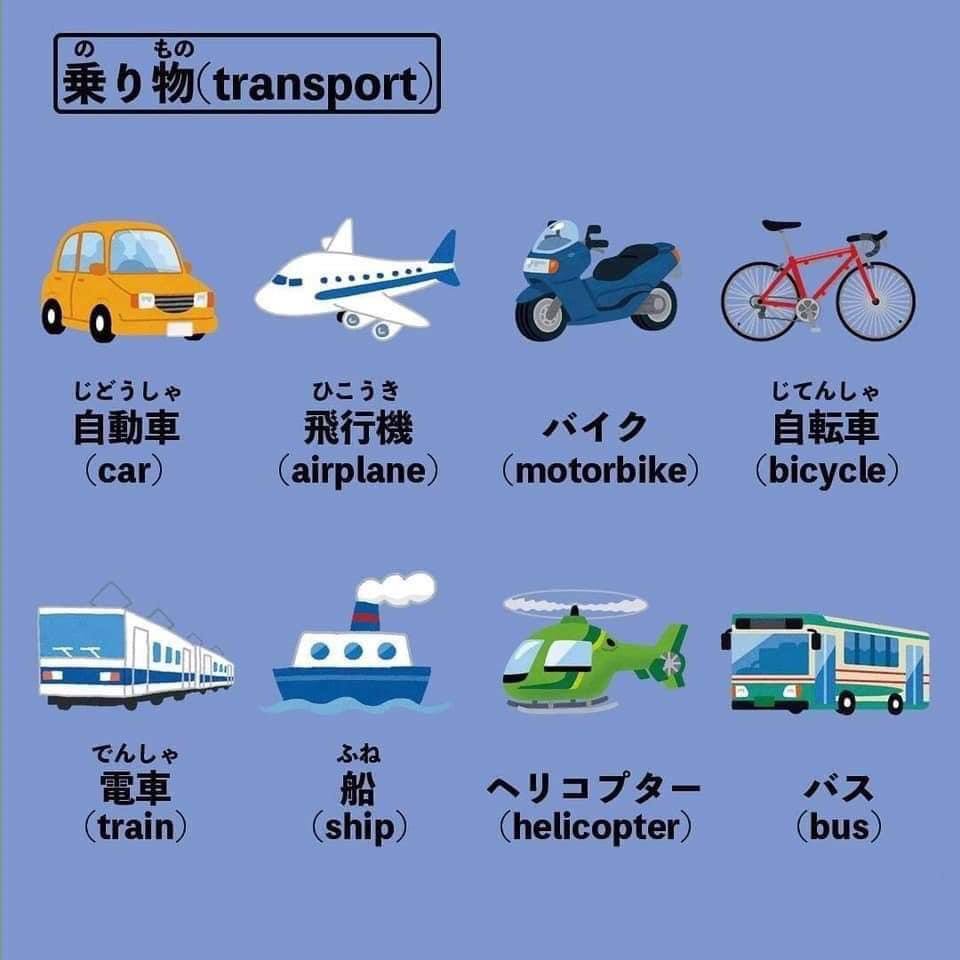 の もの
乗り物(transport)
じどうしゃ
自動車
(car)
ひこうき
飛行機
(airplane)
バイク
(motorbike)
じてんしゃ
自転車
(bicycle)
でんしゃ
電車
(train)
ふね
船
(ship)
ヘリコプター
(helicopter)
バス
(bus)